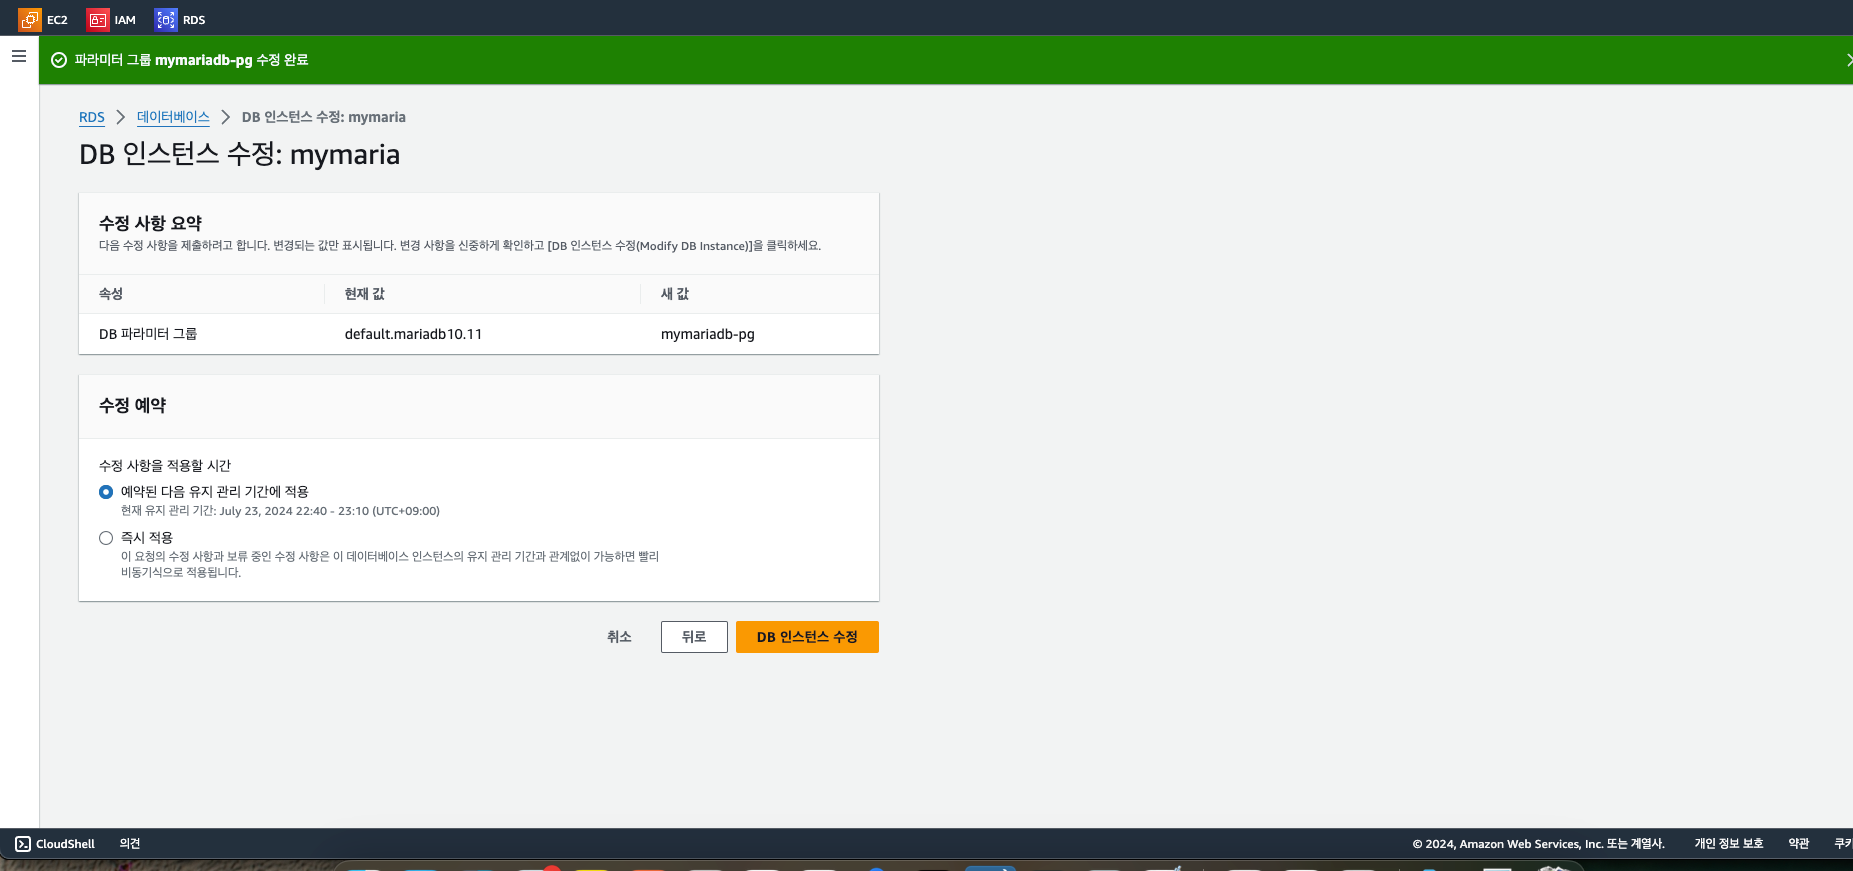 EC2
IAM
RDS
파라미터 그룹 mymariadb-pg 수정 완료
RDS > 데이터베이스 > DB 인스턴스 수정: mymaria
DB 인스턴스 수정: mymaria
수정 사항 요약
다음 수정 사항을 제출하려고 합니다. 변경되는 값만 표시됩니다. 변경 사항을 신중하게 확인하고 [DB 인스턴스 수정(Modify DB Instance)]을 클릭하세요.
속성 현재 값 새 값
DB 파라미터 그룹 default.mariadb10.11 mymariadb-pg
수정 예약
수정 사항을 적용할 시간
예약된 다음 유지 관리 기간에 적용
현재 유지 관리 기간: July 23, 2024 22:40 - 23:10 (UTC+09:00)
즉시 적용
이 요청의 수정 사항과 보류 중인 수정 사항은 이 데이터베이스 인스턴스의 유지 관리 기간과 관계없이 가능하면 빨리
비동기식으로 적용됩니다.
취소 뒤로 DB 인스턴스 수정
CloudShell 의견 © 2024, Amazon Web Services, Inc. 또는 계열사. 개인 정보 보호 약관